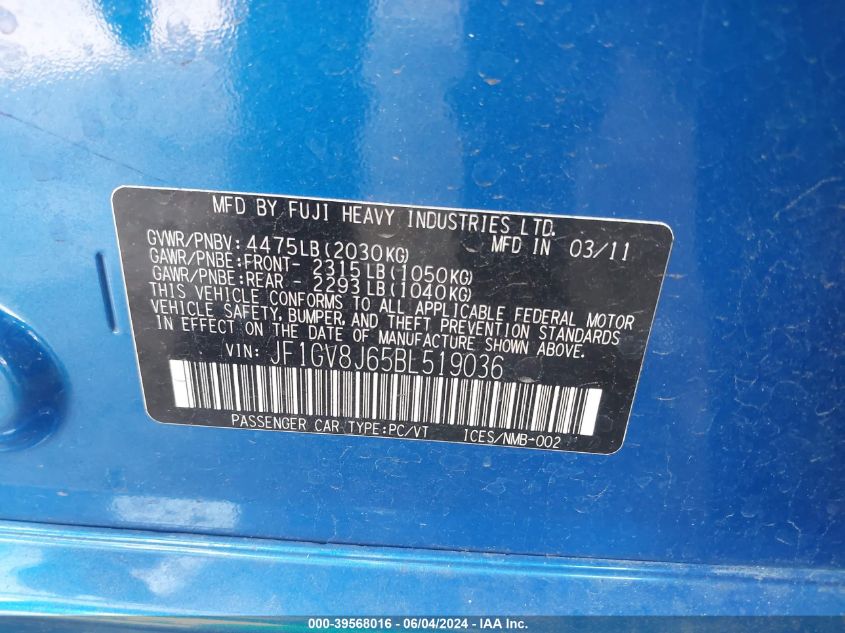 MFD BY FUJI HEAVY INDUSTRIES LTD.
GVWR/PNBV: 4475LB(2030KG) MFD IN 03/11
GAWR/PNBE:FRONT- 2315LB(1050KG)
GAWR/PNBE:REAR - 2293LB(1040KG)
THIS VEHICLE CONFORMS TO ALL APPLICABLE FEDERAL MOTOR
VEHICLE SAFETY, BUMPER, AND THEFT PREVENTION STANDARDS
IN EFFECT ON THE DATE OF MANUFACTURE SHOWN ABOVE.
VIN: JF1GV8J65BL519036
PASSENGER CAR TYPE:PC/VT ICES/NMB-002
000-39568016 - 06/04/2024 - IAA Inc.